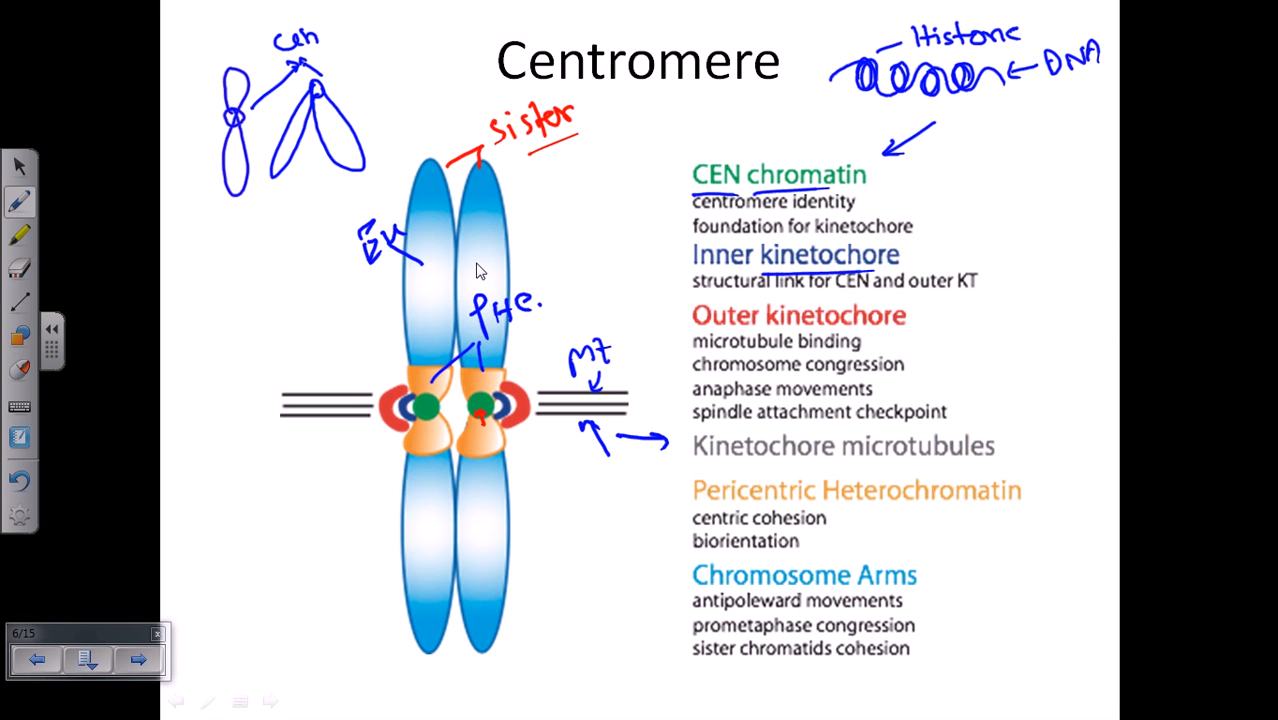 Centromere
Cen
Histone
DNA
sister
CEN chromatin
centromere identity
foundation for kinetochore
Eu
Inner kinetochore
structural link for CEN and outer KT
PHC.
Outer kinetochore
microtubule binding
chromosome congression
anaphase movements
spindle attachment checkpoint
MT
Kinetochore microtubules
Pericentric Heterochromatin
centric cohesion
biorientation
Chromosome Arms
antipoleward movements
prometaphase congression
sister chromatids cohesion
6/15